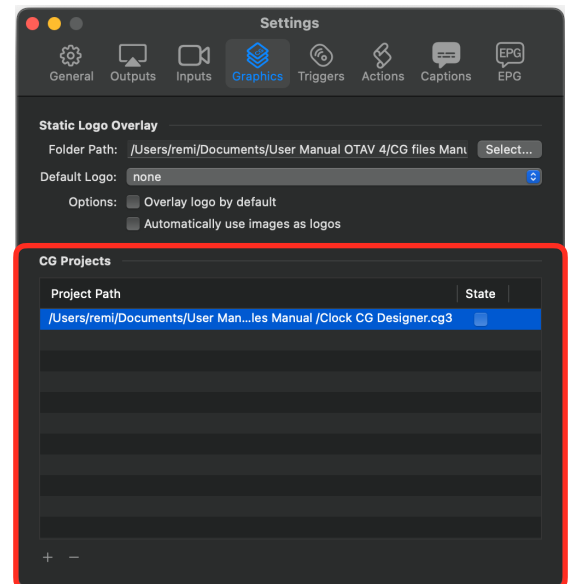 Settings
General Outputs Inputs Graphics Triggers Actions Captions EPG EPG
Static Logo Overlay
Folder Path: /Users/remi/Documents/User Manual OTAV 4/CG files Manu Select...
Default Logo: none
Options: Overlay logo by default
Automatically use images as logos
CG Projects
Project Path State
/Users/remi/Documents/User Man...les Manual /Clock CG Designer.cg3
+ −